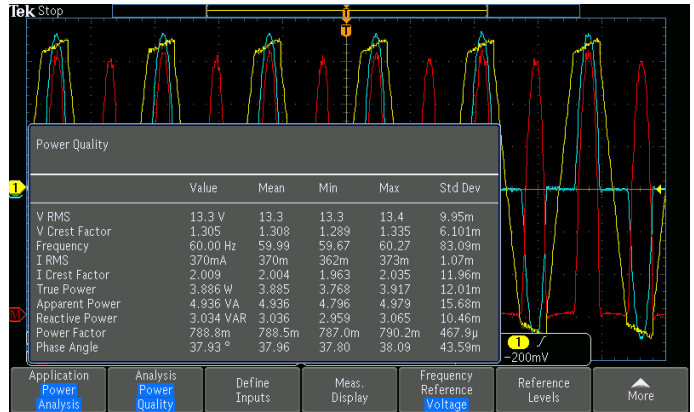 Tek Stop
T
T
Power Quality
Value Mean Min Max Std Dev
1
V RMS 13.3 V 13.3 13.3 13.4 9.95m
V Crest Factor 1.305 1.308 1.289 1.335 6.101m
Frequency 60.00 Hz 59.99 59.67 60.27 83.09m
I RMS 370mA 370m 362m 373m 1.07m
I Crest Factor 2.009 2.004 1.963 2.035 11.96m
True Power 3.886 W 3.885 3.768 3.917 12.01m
Apparent Power 4.936 VA 4.936 4.796 4.979 15.68m
M
Reactive Power 3.034 VAR 3.036 2.959 3.065 10.46m
Power Factor 788.8m 788.5m 787.0m 790.2m 467.9µ
Phase Angle 37.93 ° 37.96 37.80 38.09 43.59m
1
-200mV
Application Power Analysis
Analysis Power Quality
Define Inputs
Meas. Display
Frequency Reference Voltage
Reference Levels
More